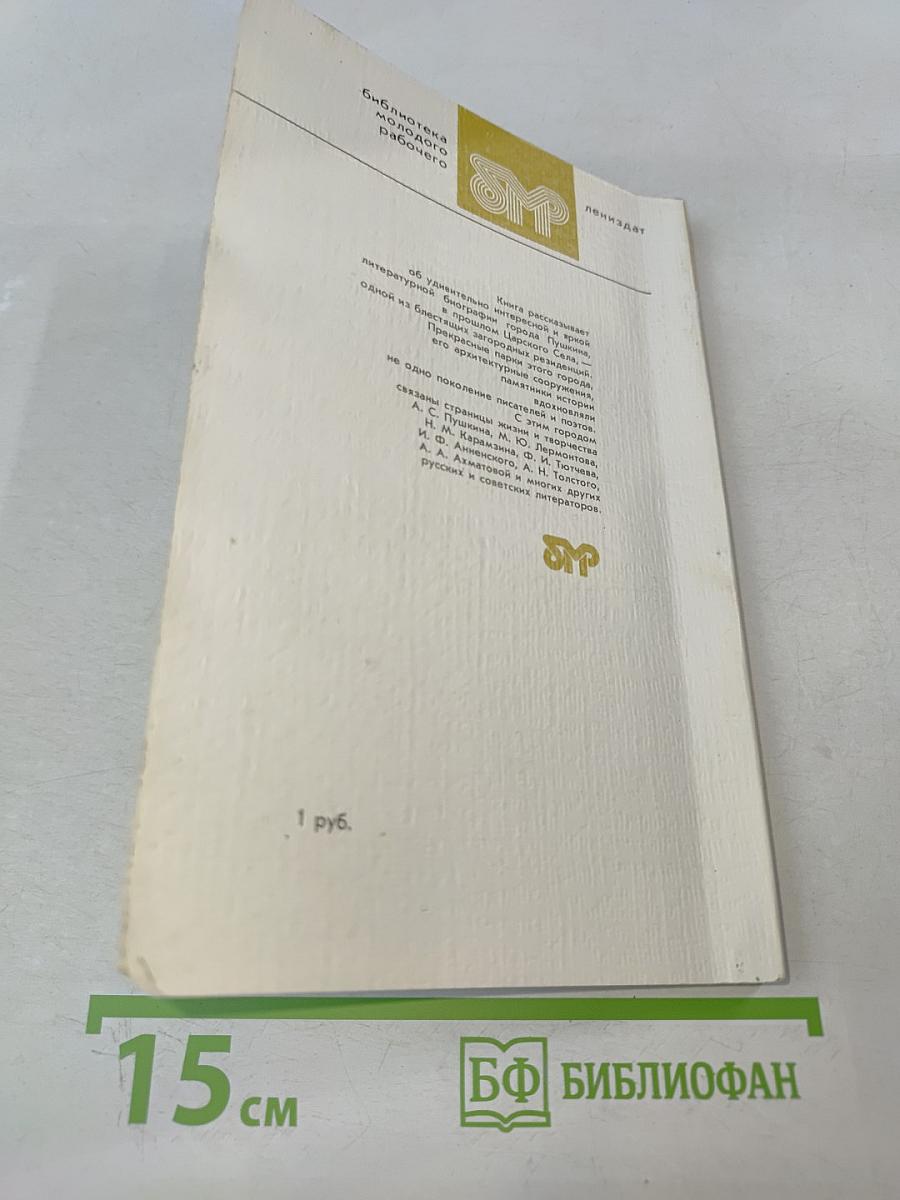 библиотека
молодого
рабочего
бмр
лениздат
Книга рассказывает
об удивительно интересной и яркой
литературной биографии города Пушкина,
в прошлом Царского Села, —
одной из блестящих загородных резиденций.
Прекрасные парки этого города,
его архитектурные сооружения,
памятники истории
вдохновляли
не одно поколение писателей и поэтов.
С этим городом
связаны страницы жизни и творчества
А. С. Пушкина, М. Ю. Лермонтова,
Н. М. Карамзина, Ф. И. Тютчева,
И. Ф. Анненского, А. Н. Толстого,
А. А. Ахматовой и многих других
русских и советских литераторов.
бмр
1 руб.
15 см
БФ БИБЛИОФАН